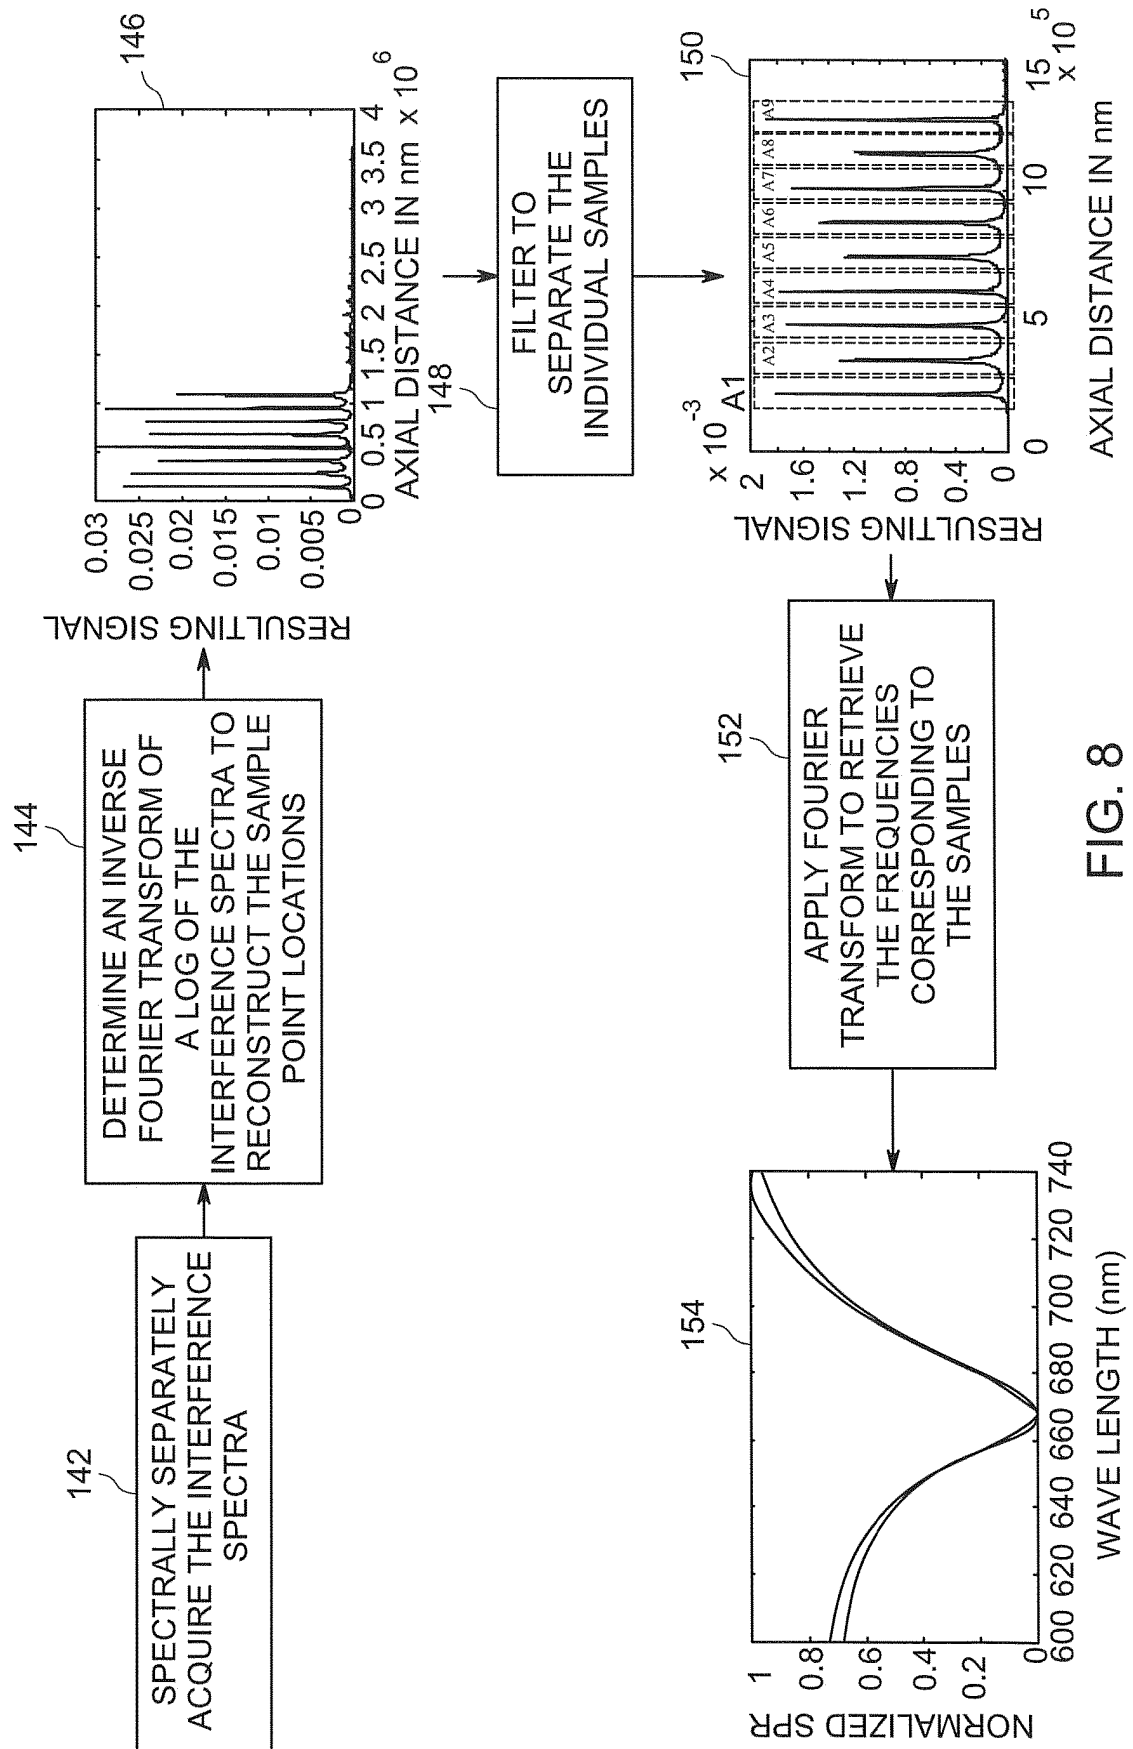 142
SPECTRALLY SEPARATELY
ACQUIRE THE INTERFERENCE
SPECTRA
144
DETERMINE AN INVERSE
FOURIER TRANSFORM OF
A LOG OF THE
INTERFERENCE SPECTRA TO
RECONSTRUCT THE SAMPLE
POINT LOCATIONS
146
RESULTING SIGNAL
0.03
0.025
0.02
0.015
0.01
0.005
0
0 0.5 1 1.5 2 2.5 3 3.5 4
x 10^6
AXIAL DISTANCE IN nm
148
FILTER TO
SEPARATE THE
INDIVIDUAL SAMPLES
150
RESULTING SIGNAL
x 10^-3
2
1.6
1.2
0.8
0.4
0
A1 A2 A3 A4 A5 A6 A7 A8 A9
0 5 10 15
x 10^5
AXIAL DISTANCE IN nm
152
APPLY FOURIER
TRANSFORM TO RETRIEVE
THE FREQUENCIES
CORRESPONDING TO
THE SAMPLES
154
NORMALIZED SPR
1
0.8
0.6
0.4
0.2
0
600 620 640 660 680 700 720 740
WAVE LENGTH (nm)
FIG. 8